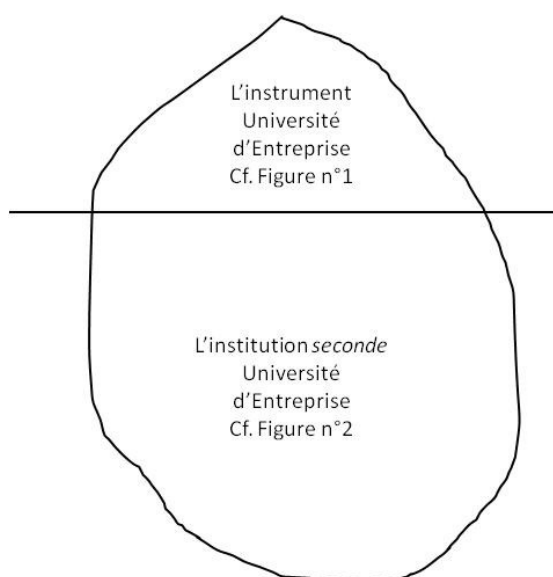 L'instrument
Université
d'Entreprise
Cf. Figure n°1
L'institution seconde
Université
d'Entreprise
Cf. Figure n°2